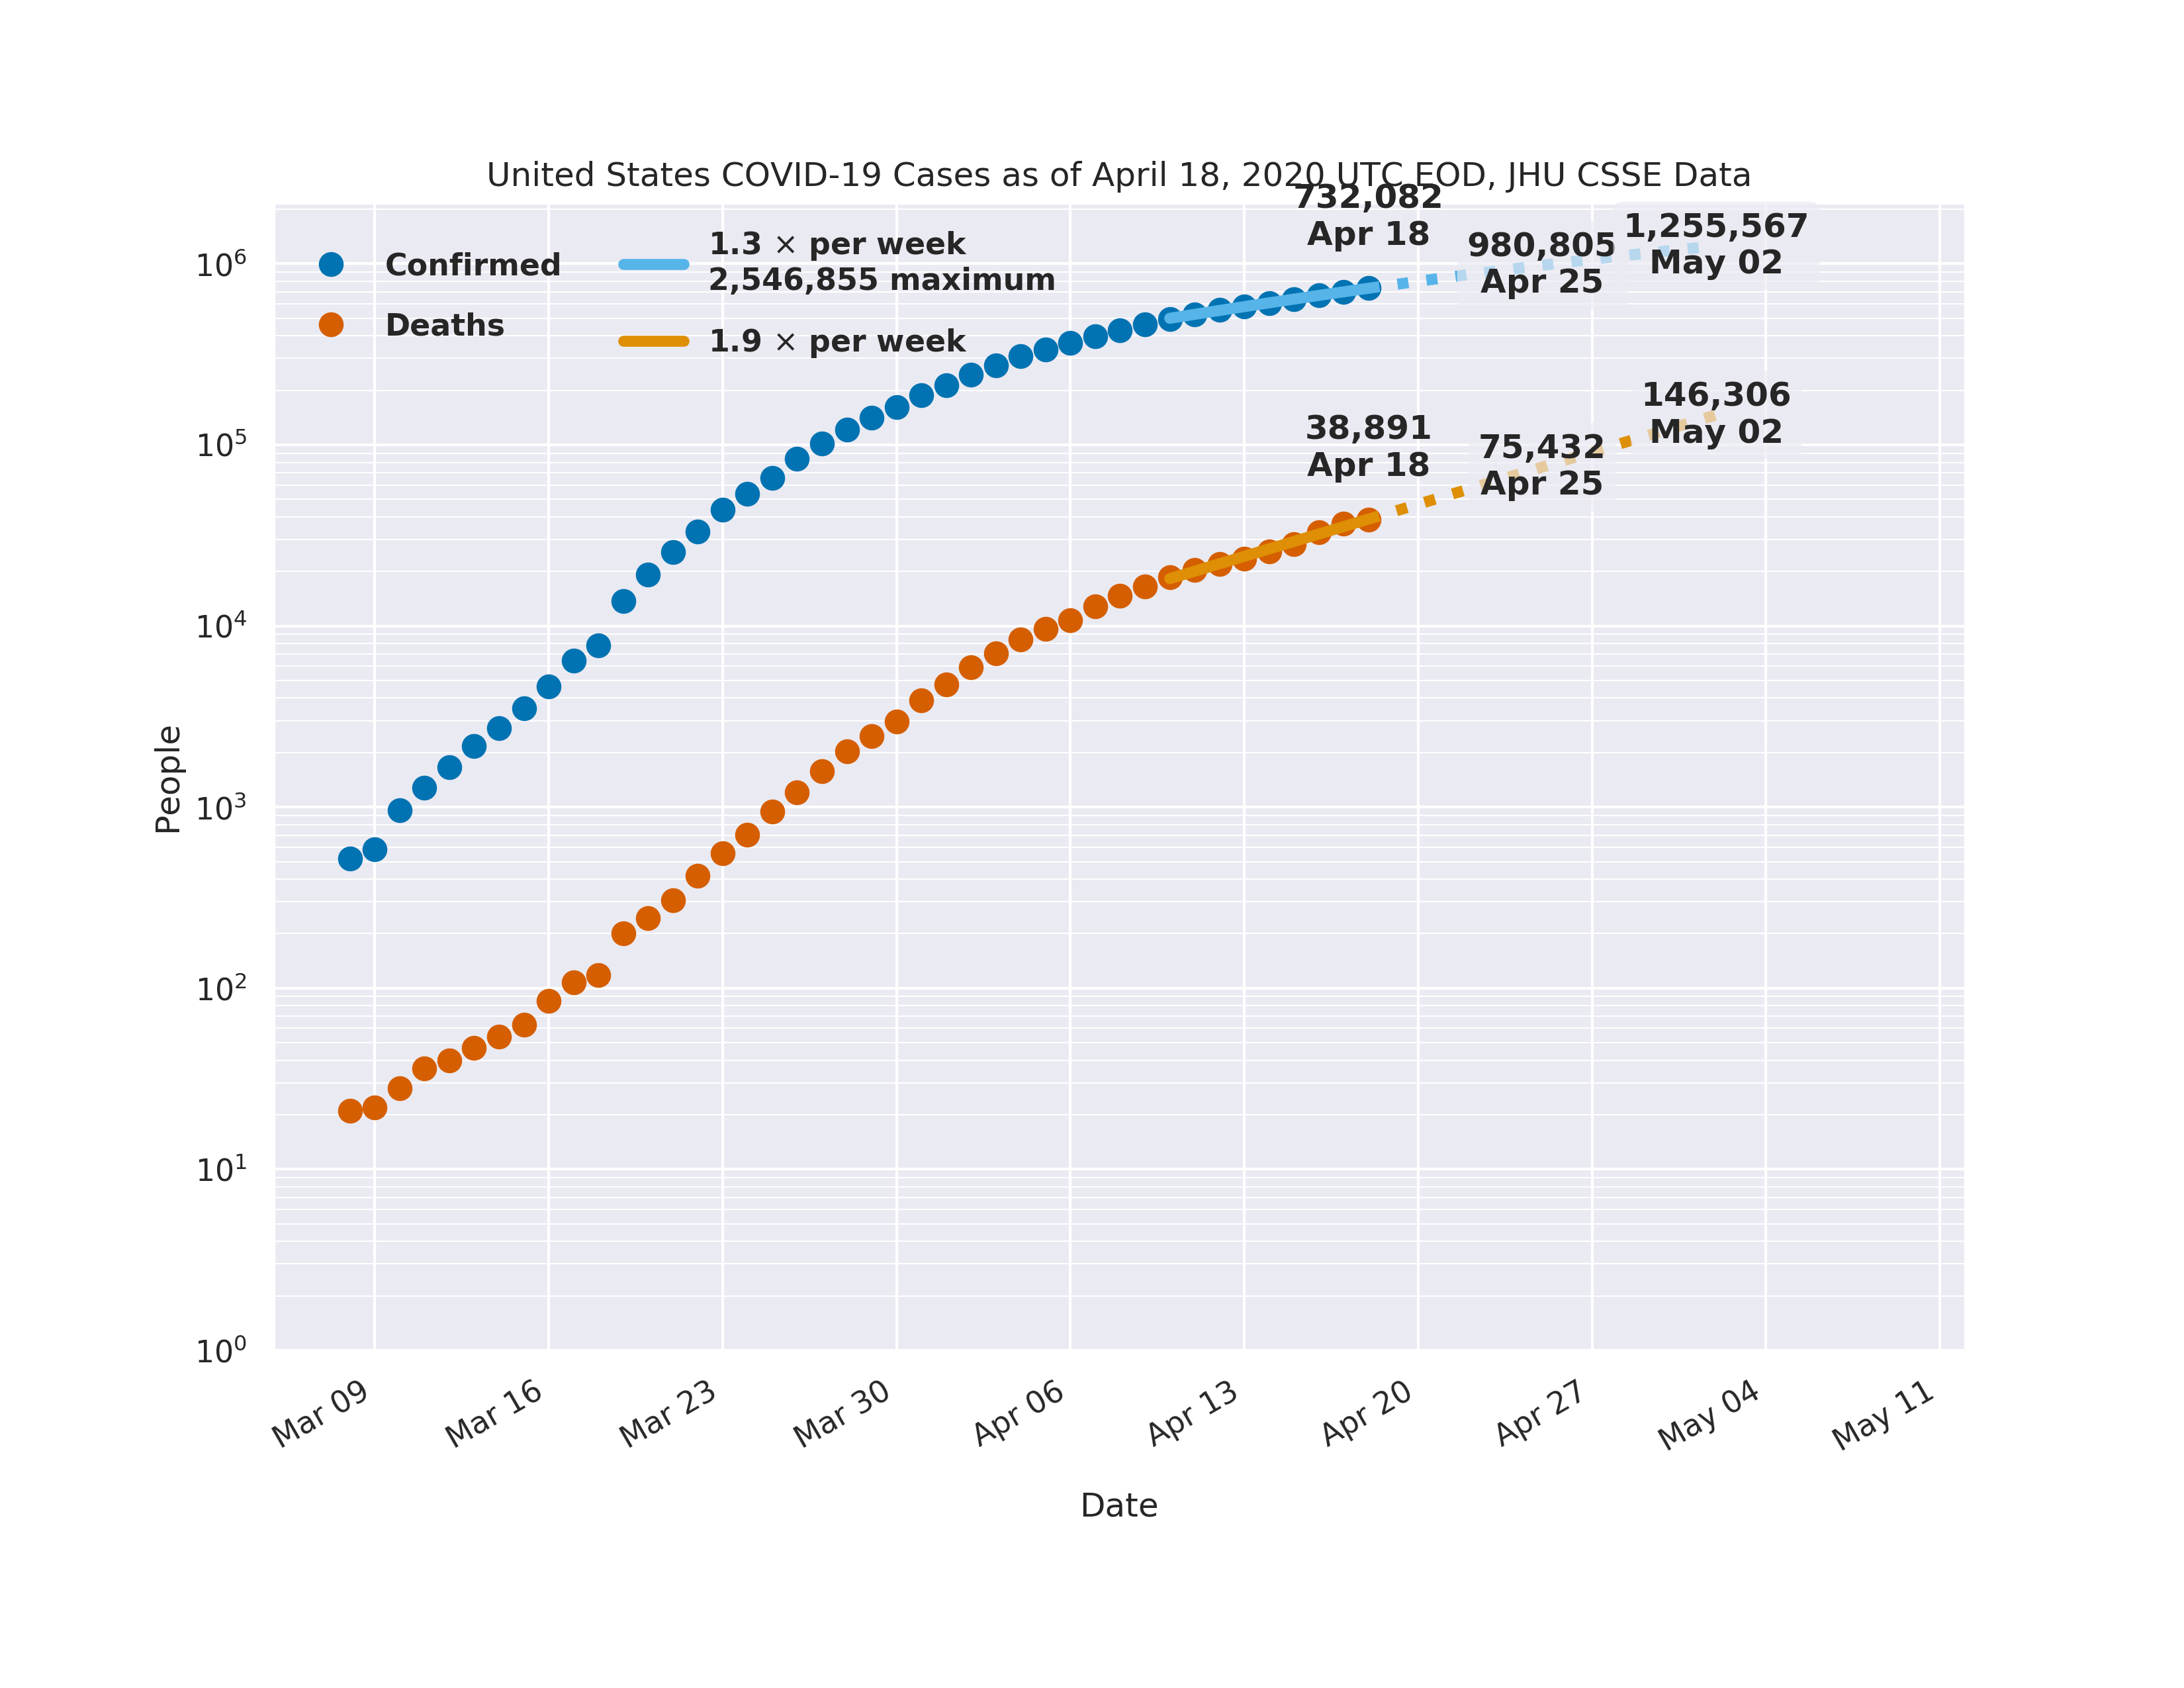 United States COVID-19 Cases as of April 18, 2020 UTC EOD, JHU CSSE Data
Confirmed
Deaths
1.3 × per week
2,546,855 maximum
1.9 × per week
732,082
Apr 18
980,805
Apr 25
1,255,567
May 02
38,891
Apr 18
75,432
Apr 25
146,306
May 02
People
10⁶
10⁵
10⁴
10³
10²
10¹
10⁰
Mar 09
Mar 16
Mar 23
Mar 30
Apr 06
Apr 13
Apr 20
Apr 27
May 04
May 11
Date